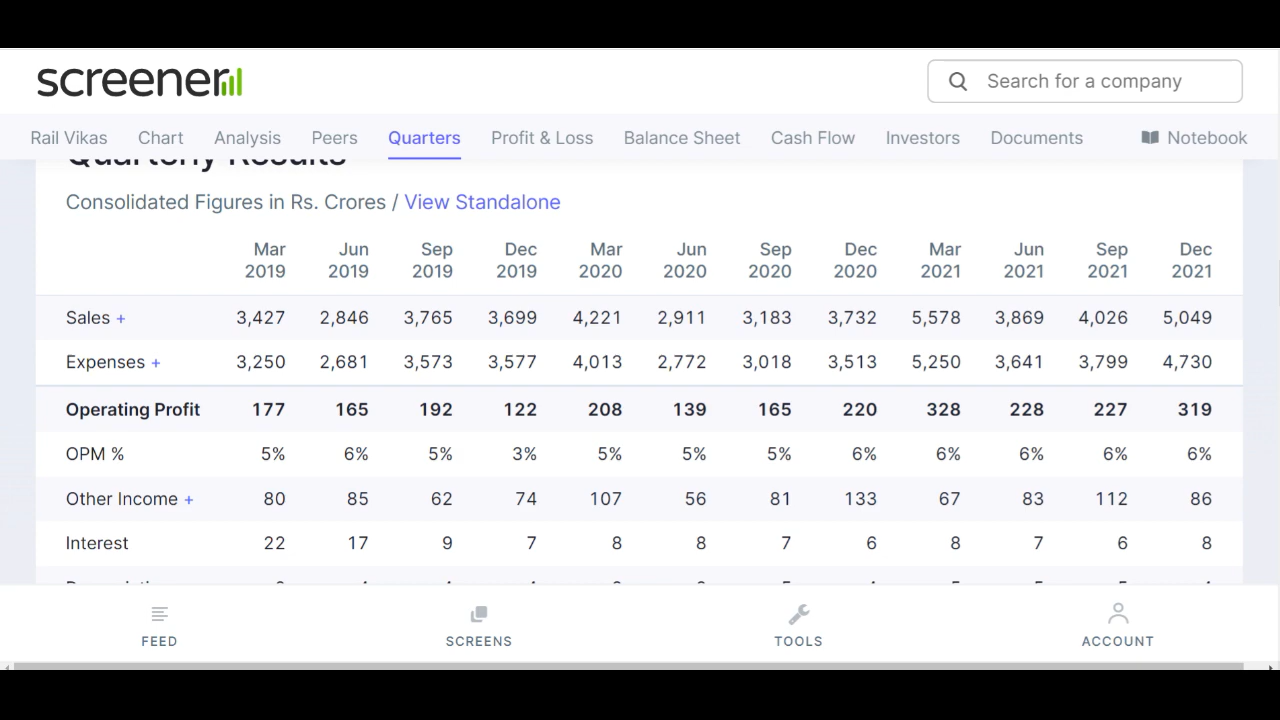 screener
Search for a company
Rail Vikas Chart Analysis Peers Quarters Profit & Loss Balance Sheet Cash Flow Investors Documents Notebook
Quarterly Results
Consolidated Figures in Rs. Crores / View Standalone
Mar Jun Sep Dec Mar Jun Sep Dec Mar Jun Sep Dec
2019 2019 2019 2019 2020 2020 2020 2020 2021 2021 2021 2021
Sales + 3,427 2,846 3,765 3,699 4,221 2,911 3,183 3,732 5,578 3,869 4,026 5,049
Expenses + 3,250 2,681 3,573 3,577 4,013 2,772 3,018 3,513 5,250 3,641 3,799 4,730
Operating Profit 177 165 192 122 208 139 165 220 328 228 227 319
OPM % 5% 6% 5% 3% 5% 5% 5% 6% 6% 6% 6% 6%
Other Income + 80 85 62 74 107 56 81 133 67 83 112 86
Interest 22 17 9 7 8 8 7 6 8 7 6 8
FEED SCREENS TOOLS ACCOUNT